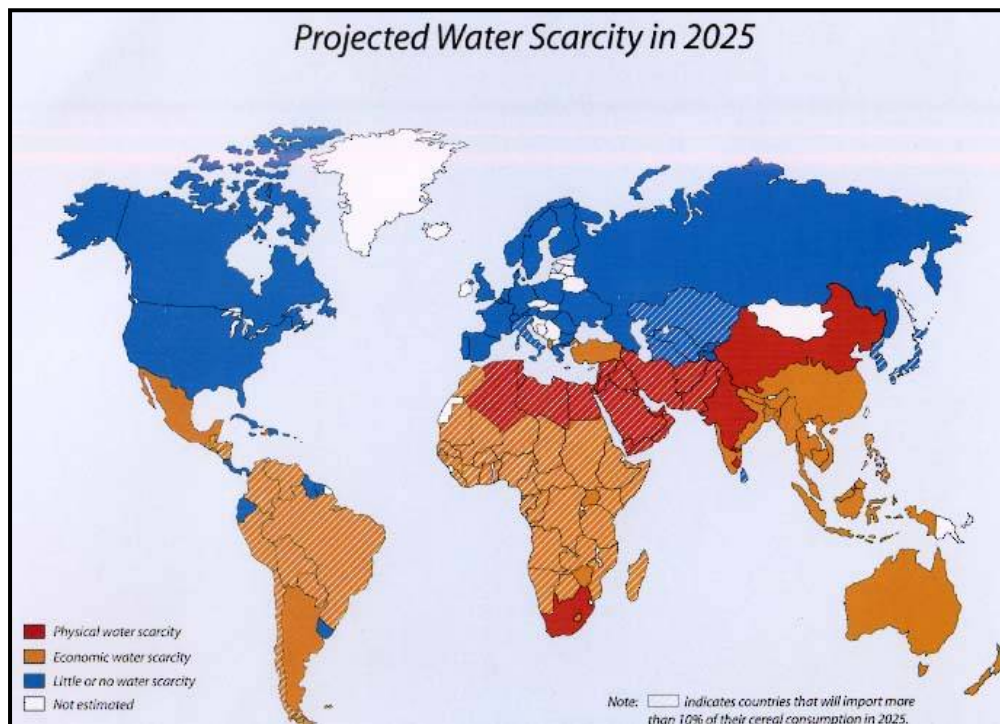 Projected Water Scarcity in 2025
Physical water scarcity
Economic water scarcity
Little or no water scarcity
Not estimated
Note: indicates countries that will import more
than 10% of their cereal consumption in 2025.